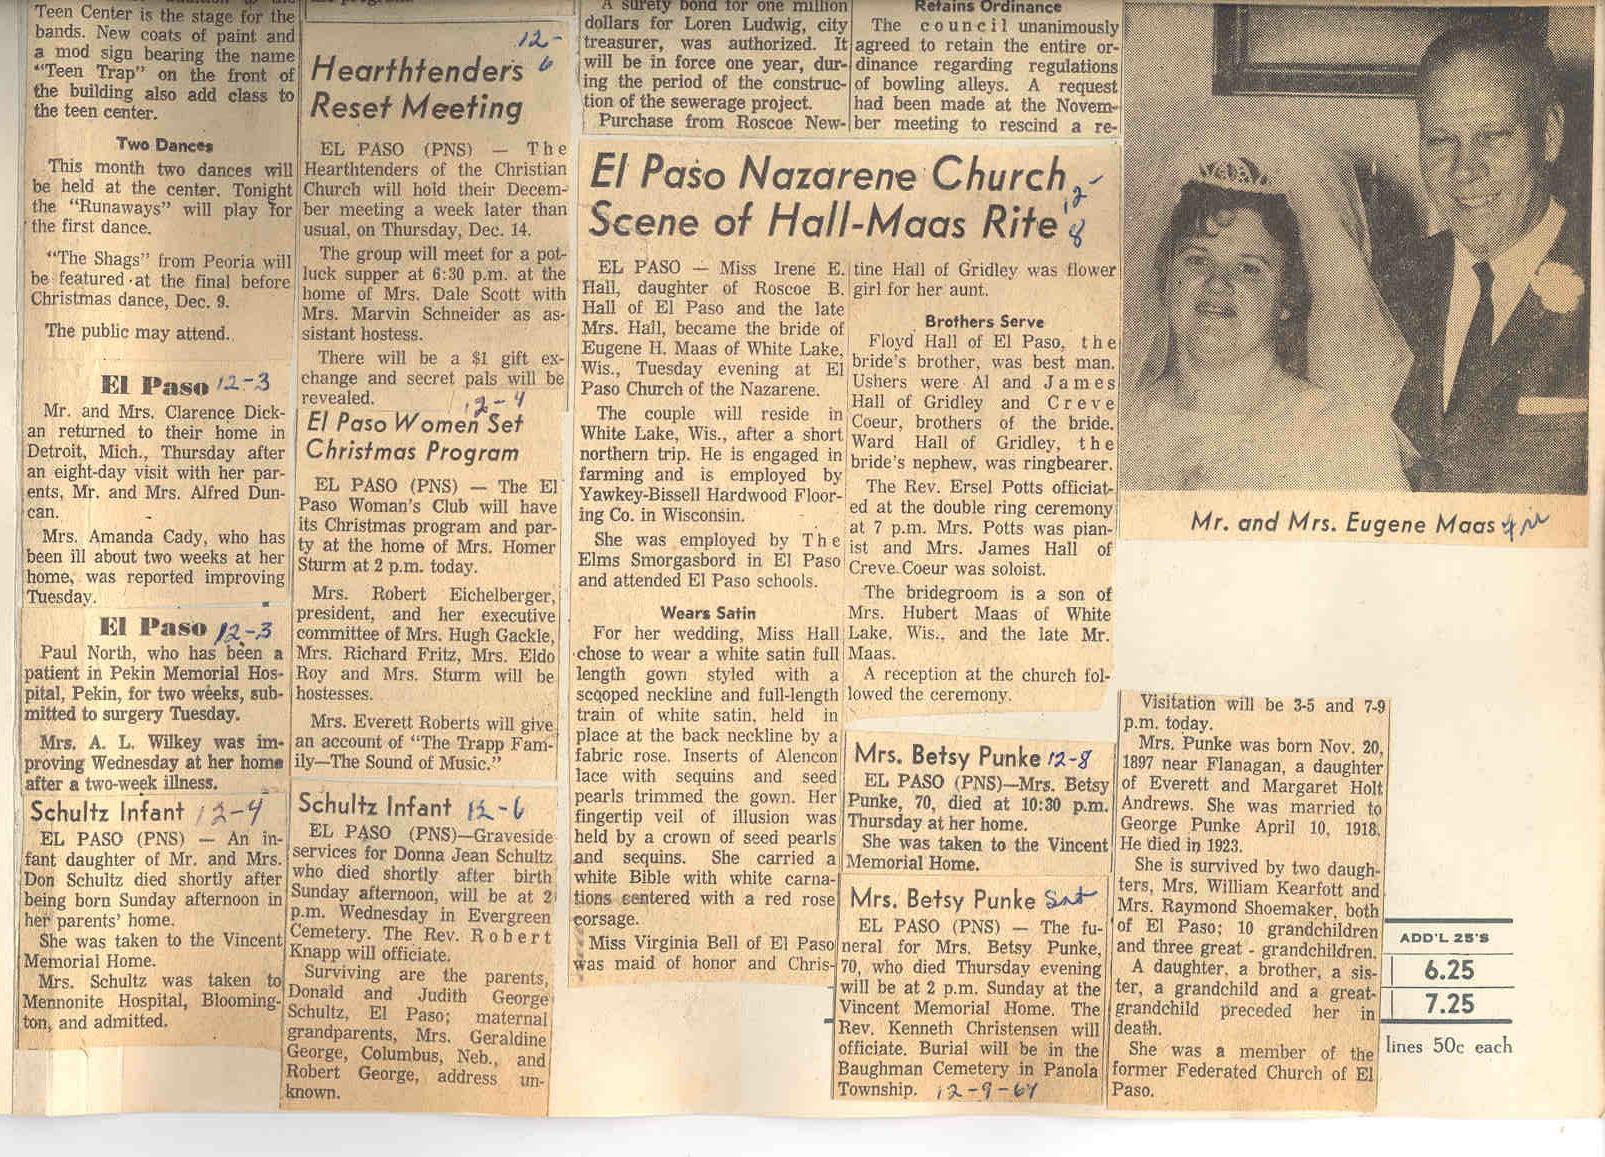 Teen Center is the stage for the
bands. New coats of paint and
a mod sign bearing the name
"Teen Trap" on the front of
the building also add class to
the teen center.
Two Dances
This month two dances will
be held at the center. Tonight
the "Runaways" will play for
the first dance.
"The Shags" from Peoria will
be featured at the final before
Christmas dance, Dec. 9.
The public may attend.
El Paso 12-3
Mr. and Mrs. Clarence Dick-
an returned to their home in
Detroit, Mich., Thursday after
an eight-day visit with her par-
ents, Mr. and Mrs. Alfred Dun-
can.
Mrs. Amanda Cady, who has
been ill about two weeks at her
home, was reported improving
Tuesday.
El Paso 12-3
Paul North, who has been a
patient in Pekin Memorial Hos-
pital, Pekin, for two weeks, sub-
mitted to surgery Tuesday.
Mrs. A. L. Wilkey was im-
proving Wednesday at her home
after a two-week illness.
Schultz Infant 12-4
EL PASO (PNS) — An in-
fant daughter of Mr. and Mrs.
Don Schultz died shortly after
being born Sunday afternoon in
her parents' home.
She was taken to the Vincent
Memorial Home.
Mrs. Schultz was taken to
Mennonite Hospital, Blooming-
ton, and admitted.
12-
6
Hearthtenders
Reset Meeting
EL PASO (PNS) — The
Hearthtenders of the Christian
Church will hold their Decem-
ber meeting a week later than
usual, on Thursday, Dec. 14.
The group will meet for a pot-
luck supper at 6:30 p.m. at the
home of Mrs. Dale Scott with
Mrs. Marvin Schneider as as-
sistant hostess.
There will be a $1 gift ex-
change and secret pals will be
revealed.
12-4
El Paso Women Set
Christmas Program
EL PASO (PNS) — The El
Paso Woman's Club will have
its Christmas program and par-
ty at the home of Mrs. Homer
Sturm at 2 p.m. today.
Mrs. Robert Eichelberger,
president, and her executive
committee of Mrs. Hugh Gackle,
Mrs. Richard Fritz, Mrs. Eldo
Roy and Mrs. Sturm will be
hostesses.
Mrs. Everett Roberts will give
an account of "The Trapp Fam-
ily—The Sound of Music."
Schultz Infant 12-6
EL PASO (PNS)—Graveside
services for Donna Jean Schultz
who died shortly after birth
Sunday afternoon, will be at 2
p.m. Wednesday in Evergreen
Cemetery. The Rev. Robert
Knapp will officiate.
Surviving are the parents,
Donald and Judith George
Schultz, El Paso; maternal
grandparents, Mrs. Geraldine
George, Columbus, Neb., and
Robert George, address un-
known.
A surety bond for one million
dollars for Loren Ludwig, city
treasurer, was authorized. It
will be in force one year, dur-
ing the period of the construc-
tion of the sewerage project.
Purchase from Roscoe New-
Retains Ordinance
The council unanimously
agreed to retain the entire or-
dinance regarding regulations
of bowling alleys. A request
had been made at the Novem-
ber meeting to rescind a re-
El Paso Nazarene Church
Scene of Hall-Maas Rite
12-
8
EL PASO — Miss Irene E.
Hall, daughter of Roscoe B.
Hall of El Paso and the late
Mrs. Hall, became the bride of
Eugene H. Maas of White Lake,
Wis., Tuesday evening at El
Paso Church of the Nazarene.
The couple will reside in
White Lake, Wis., after a short
northern trip. He is engaged in
farming and is employed by
Yawkey-Bissell Hardwood Floor-
ing Co. in Wisconsin.
She was employed by The
Elms Smorgasbord in El Paso
and attended El Paso schools.
Wears Satin
For her wedding, Miss Hall
chose to wear a white satin full
length gown styled with a
scooped neckline and full-length
train of white satin, held in
place at the back neckline by a
fabric rose. Inserts of Alencon
lace with sequins and seed
pearls trimmed the gown. Her
fingertip veil of illusion was
held by a crown of seed pearls
and sequins. She carried a
white Bible with white carna-
tions centered with a red rose
corsage.
Miss Virginia Bell of El Paso
was maid of honor and Chris-
tine Hall of Gridley was flower
girl for her aunt.
Brothers Serve
Floyd Hall of El Paso, the
bride's brother, was best man.
Ushers were Al and James
Hall of Gridley and Creve
Coeur, brothers of the bride.
Ward Hall of Gridley, the
bride's nephew, was ringbearer.
The Rev. Ersel Potts officiat-
ed at the double ring ceremony
at 7 p.m. Mrs. Potts was pian-
ist and Mrs. James Hall of
Creve Coeur was soloist.
The bridegroom is a son of
Mrs. Hubert Maas of White
Lake, Wis., and the late Mr.
Maas.
A reception at the church fol-
lowed the ceremony.
Mrs. Betsy Punke 12-8
EL PASO (PNS)—Mrs. Betsy
Punke, 70, died at 10:30 p.m.
Thursday at her home.
She was taken to the Vincent
Memorial Home.
Mrs. Betsy Punke Sat
EL PASO (PNS) — The fu-
neral for Mrs. Betsy Punke,
70, who died Thursday evening
will be at 2 p.m. Sunday at the
Vincent Memorial Home. The
Rev. Kenneth Christensen will
officiate. Burial will be in the
Baughman Cemetery in Panola
Township. 12-9-67
Mr. and Mrs. Eugene Maas
Visitation will be 3-5 and 7-9
p.m. today.
Mrs. Punke was born Nov. 20,
1897 near Flanagan, a daughter
of Everett and Margaret Holt
Andrews. She was married to
George Punke April 10, 1918.
He died in 1923.
She is survived by two daugh-
ters, Mrs. William Kearfott and
Mrs. Raymond Shoemaker, both
of El Paso; 10 grandchildren
and three great - grandchildren.
A daughter, a brother, a sis-
ter, a grandchild and a great-
grandchild preceded her in
death.
She was a member of the
former Federated Church of El
Paso.
ADD'L 25'S
6.25
7.25
lines 50c each